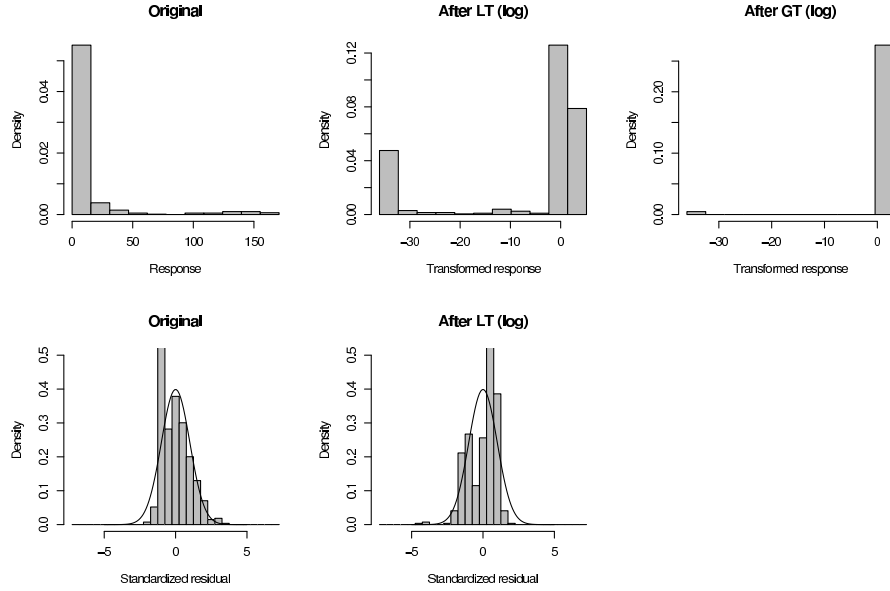 Original
Density
0.00
0.02
0.04
0
50
100
150
Response
After LT (log)
Density
0.00
0.04
0.08
0.12
−30
−20
−10
0
Transformed response
After GT (log)
Density
0.00
0.10
0.20
−30
−20
−10
0
Transformed response
Original
Density
0.0
0.1
0.2
0.3
0.4
0.5
−5
0
5
Standardized residual
After LT (log)
Density
0.0
0.1
0.2
0.3
0.4
0.5
−5
0
5
Standardized residual